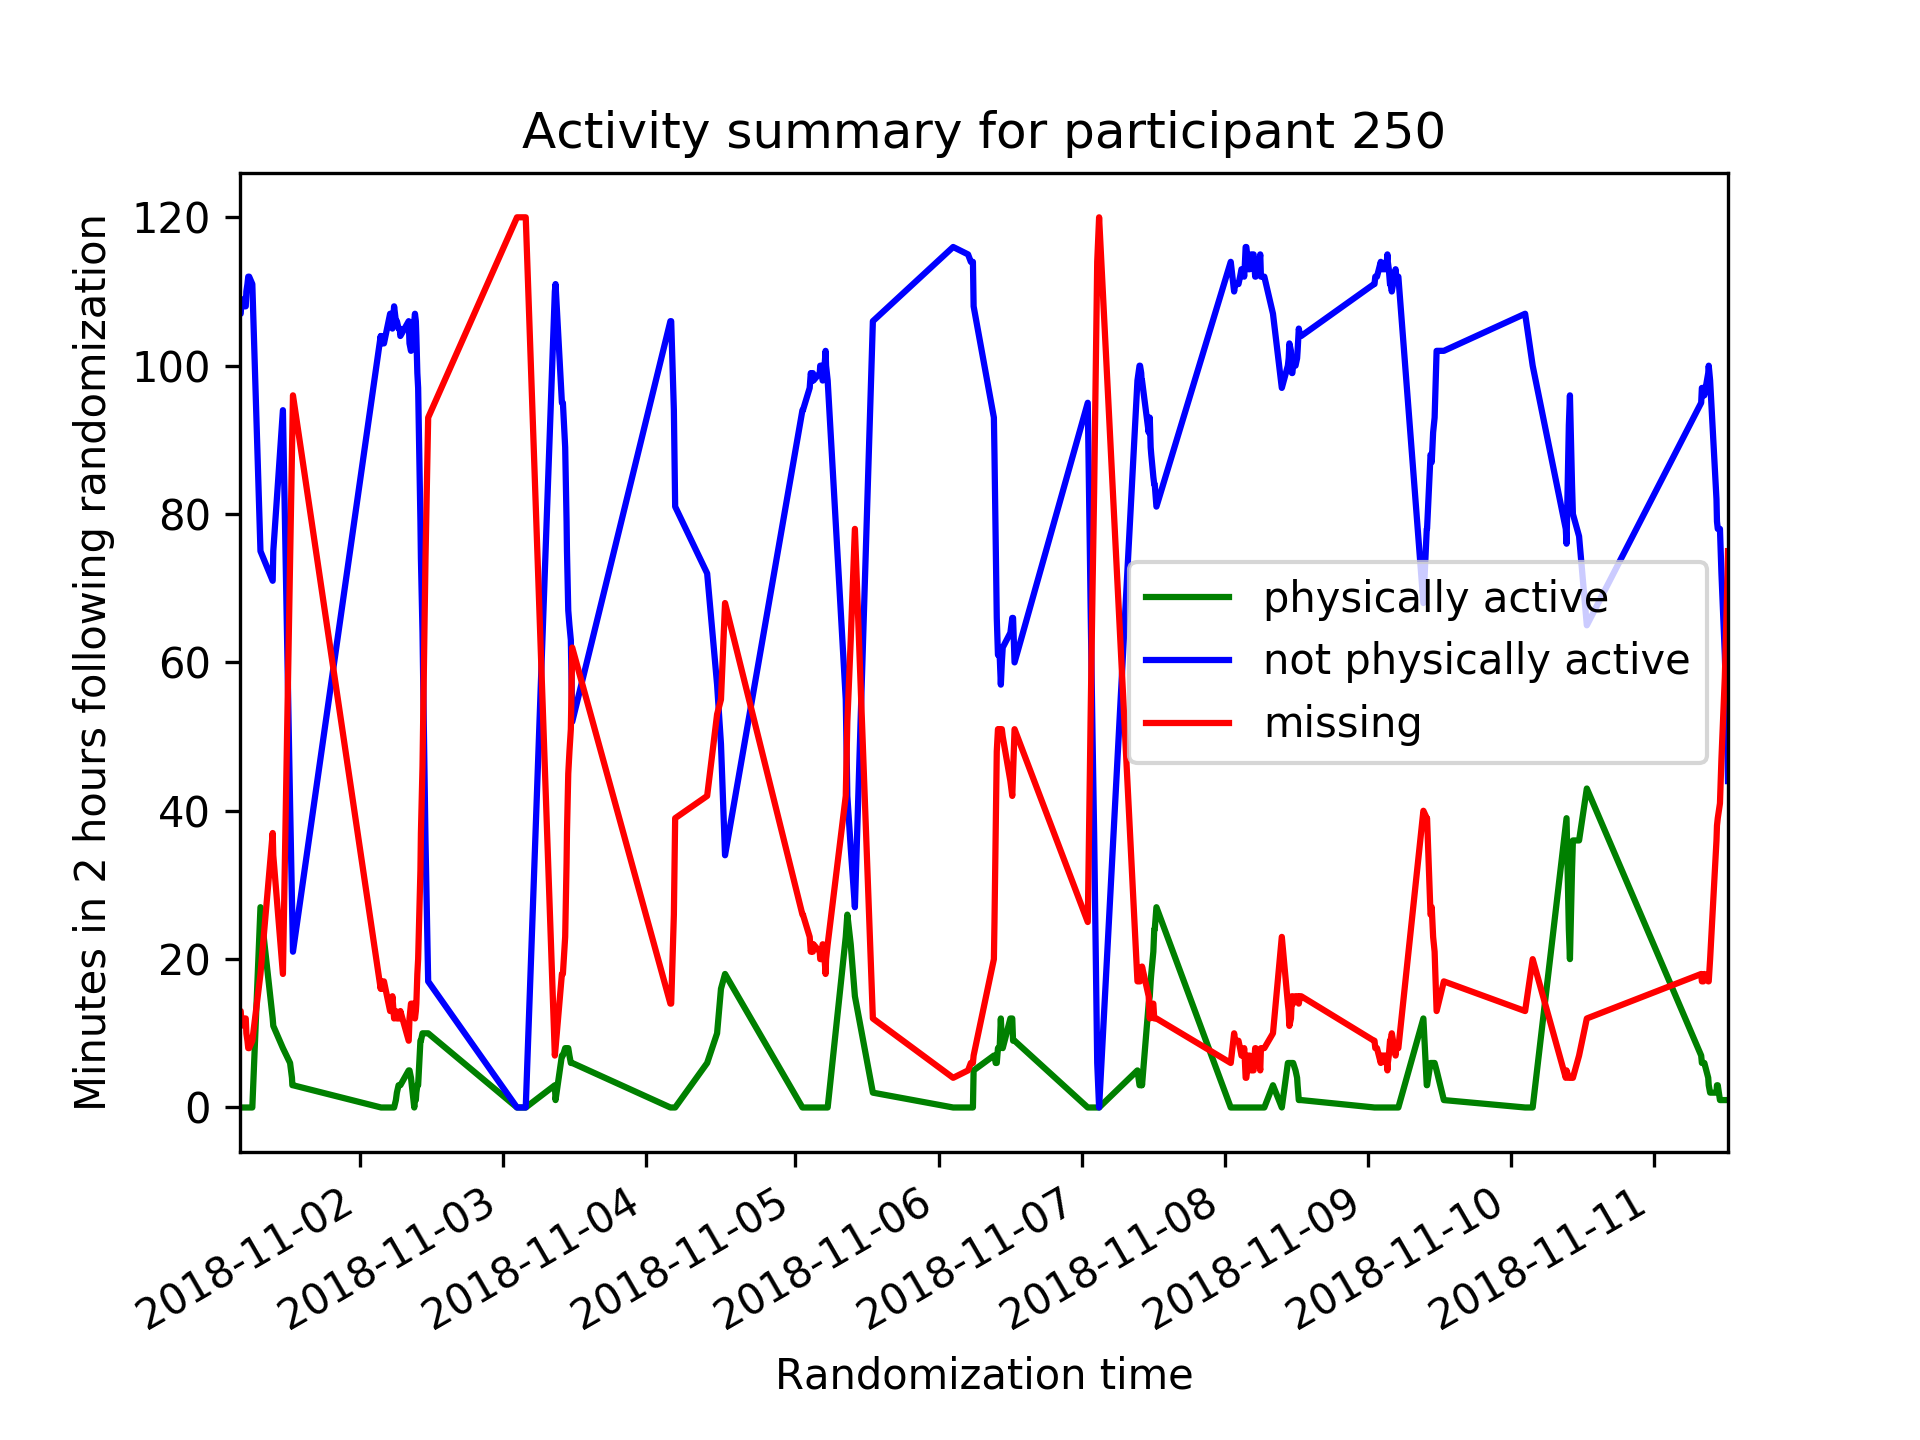 Activity summary for participant 250
Minutes in 2 hours following randomization
120
100
80
60
40
20
0
physically active
not physically active
missing
2018-11-02
2018-11-03
2018-11-04
2018-11-05
2018-11-06
2018-11-07
2018-11-08
2018-11-09
2018-11-10
2018-11-11
Randomization time